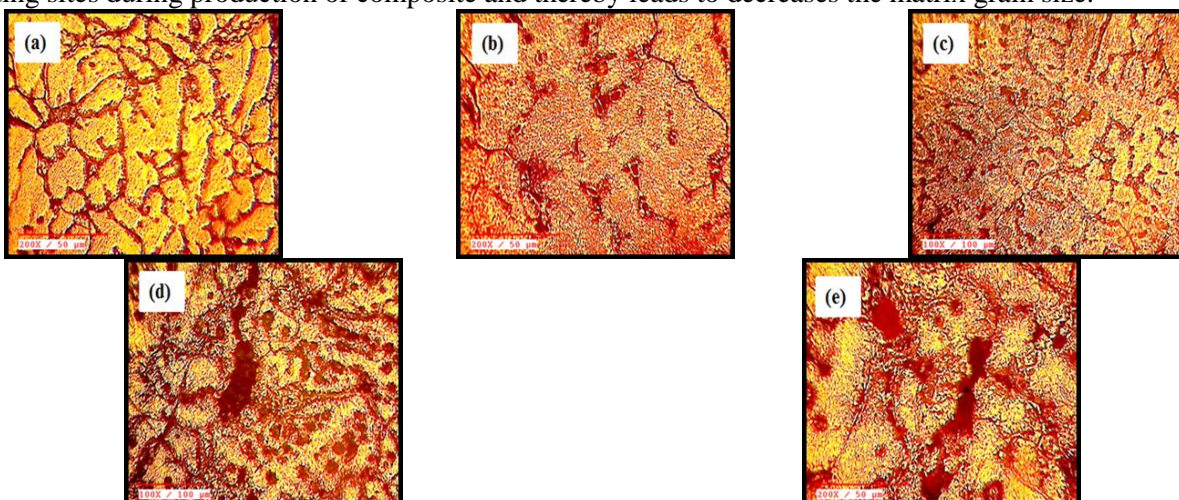 ing sites during production of composite and thereby leads to decreases the matrix grain size.
(a)
200X / 50 µm
(b)
200X / 50 µm
(c)
100X / 100 µm
(d)
100X / 100 µm
(e)
200X / 50 µm